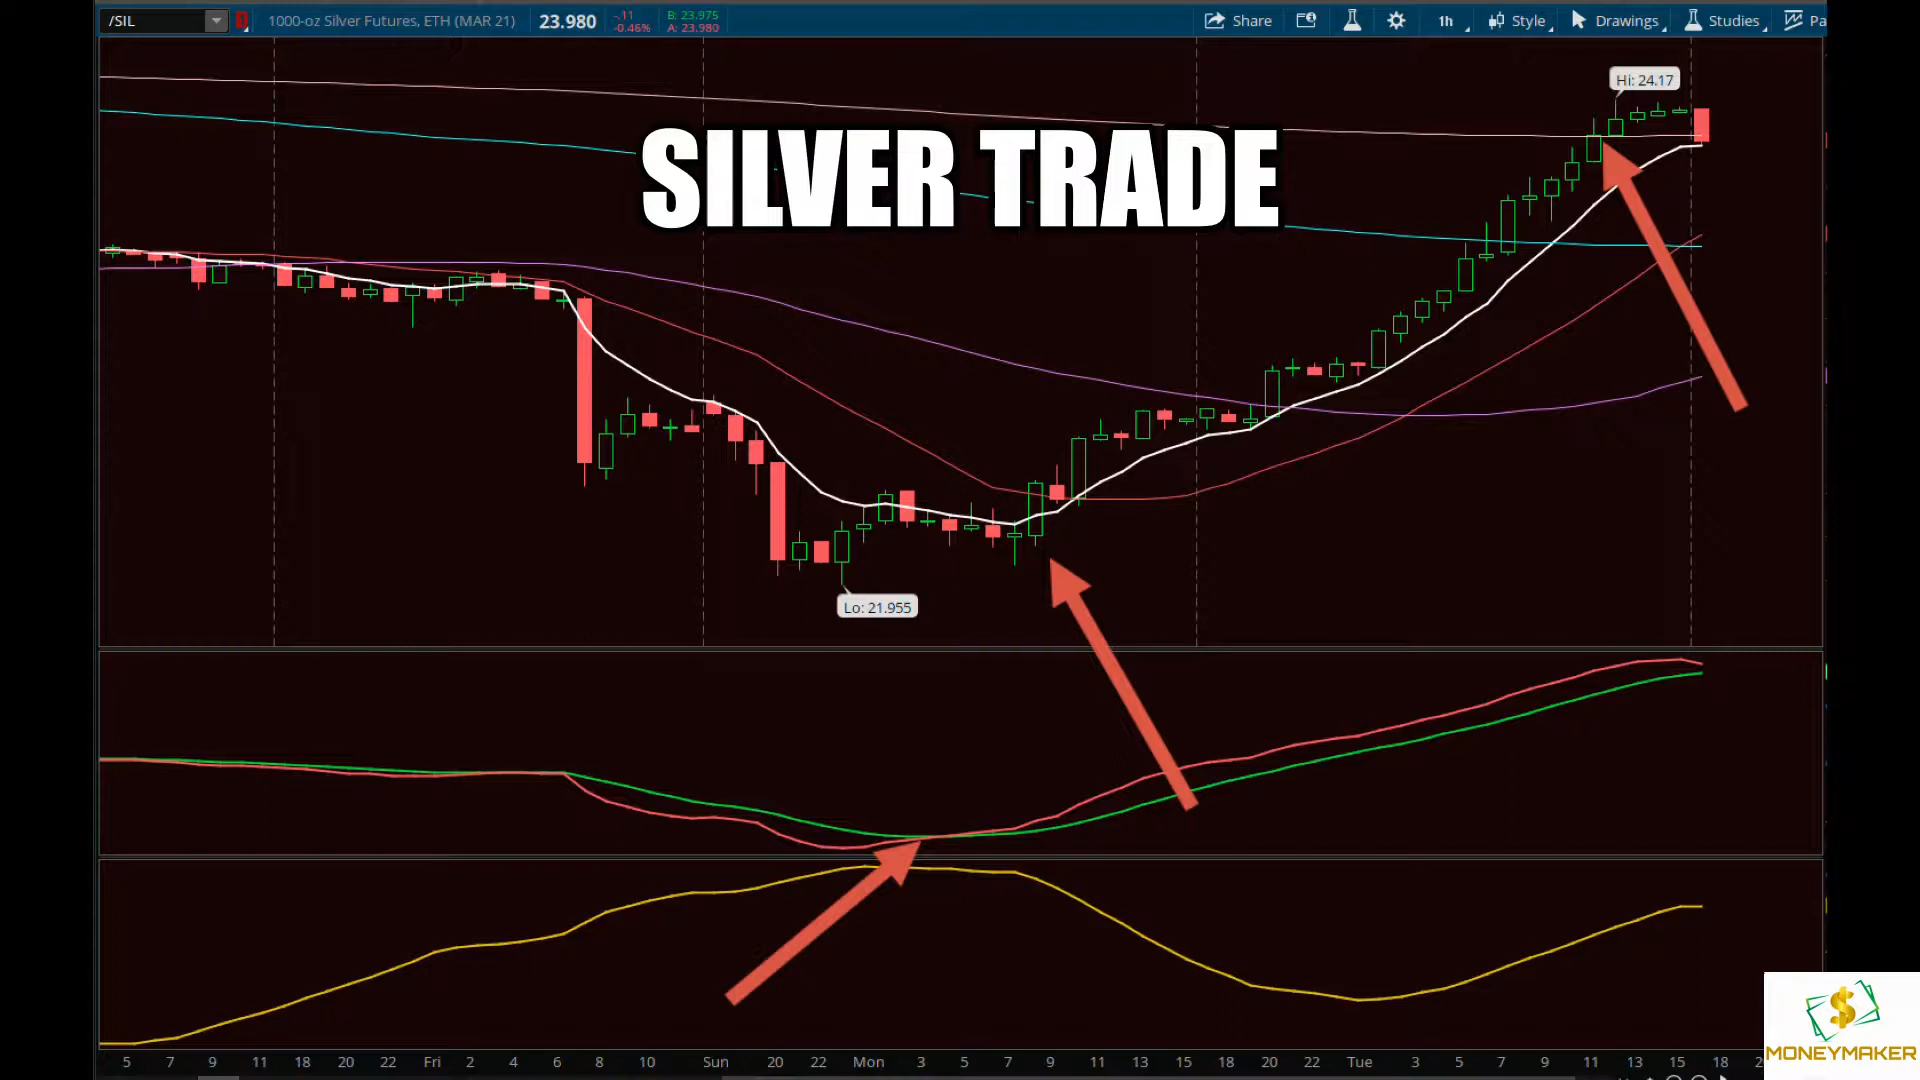 /SIL
1000-oz Silver Futures, ETH (MAR 21)
23.980
-.11
-0.46%
B: 23.975
A: 23.980
Share
1h
Style
Drawings
Studies
Pa
Hi: 24.17
SILVER TRADE
Lo: 21.955
5 7 9 11 18 20 22 Fri 2 4 6 8 10 Sun 20 22 Mon 3 5 7 9 11 13 15 18 20 22 Tue 3 5 7 9 11 13 15 18
MONEYMAKER